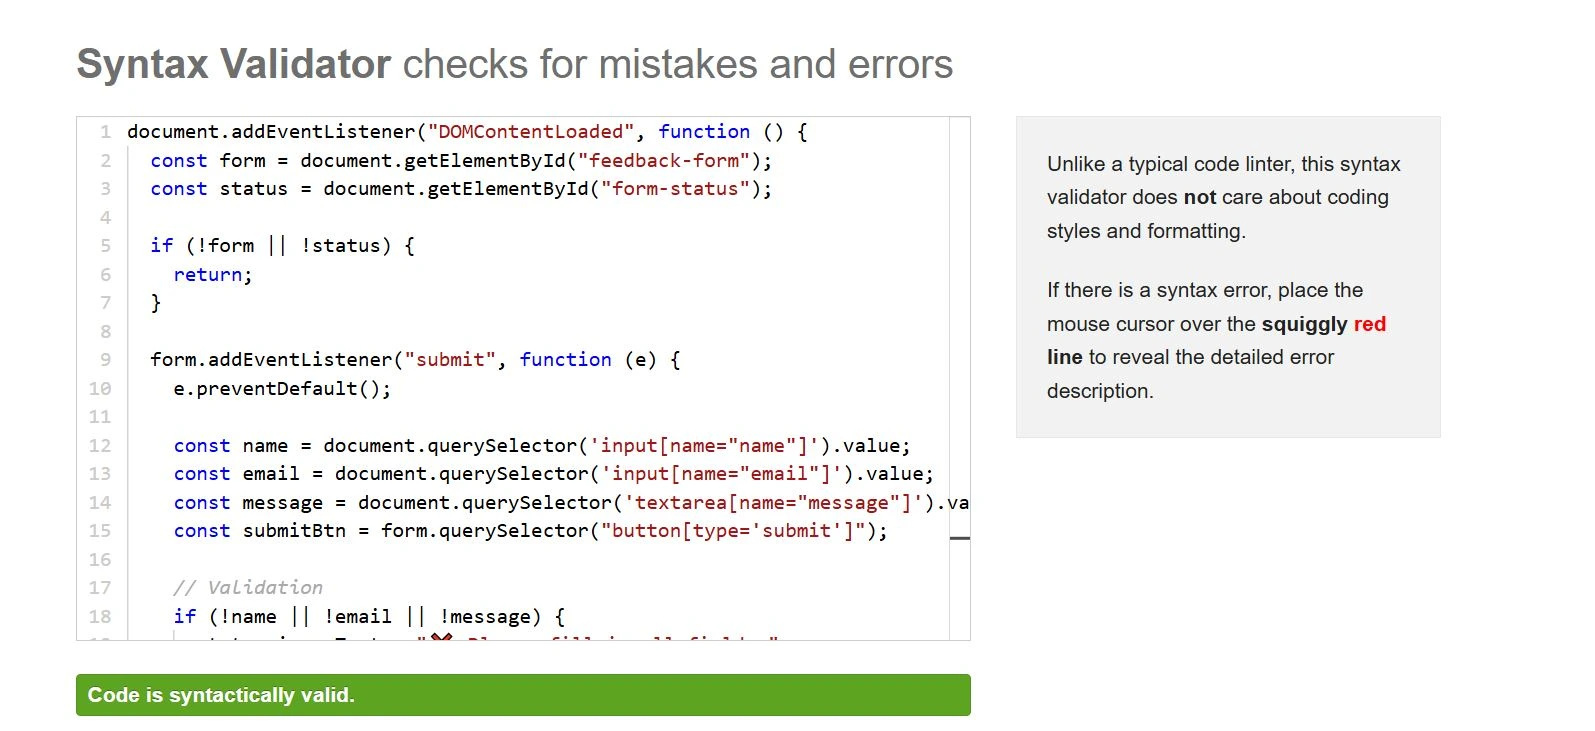 Syntax Validator checks for mistakes and errors
1 document.addEventListener("DOMContentLoaded", function () {
2 const form = document.getElementById("feedback-form");
3 const status = document.getElementById("form-status");
4
5 if (!form || !status) {
6 return;
7 }
8
9 form.addEventListener("submit", function (e) {
10 e.preventDefault();
11
12 const name = document.querySelector('input[name="name"]').value;
13 const email = document.querySelector('input[name="email"]').value;
14 const message = document.querySelector('textarea[name="message"]').va
15 const submitBtn = form.querySelector("button[type='submit']");
16
17 // Validation
18 if (!name || !email || !message) {
Code is syntactically valid.
Unlike a typical code linter, this syntax
validator does not care about coding
styles and formatting.
If there is a syntax error, place the
mouse cursor over the squiggly red
line to reveal the detailed error
description.